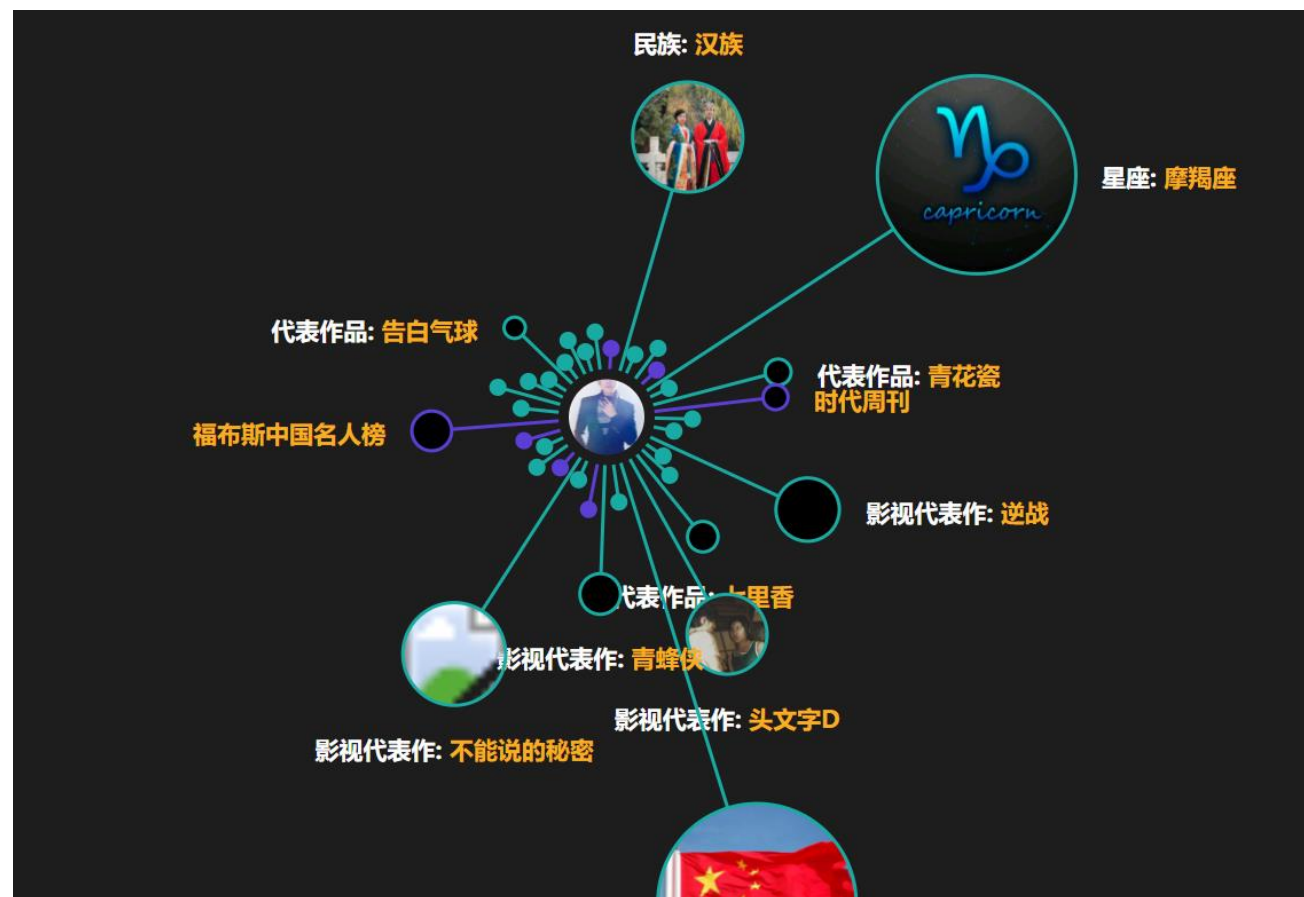 民族: 汉族
capricorn
星座: 摩羯座
代表作品: 告白气球
代表作品: 青花瓷
时代周刊
福布斯中国名人榜
影视代表作: 逆战
代表作品: 七里香
影视代表作: 青蜂侠
影视代表作: 头文字D
影视代表作: 不能说的秘密